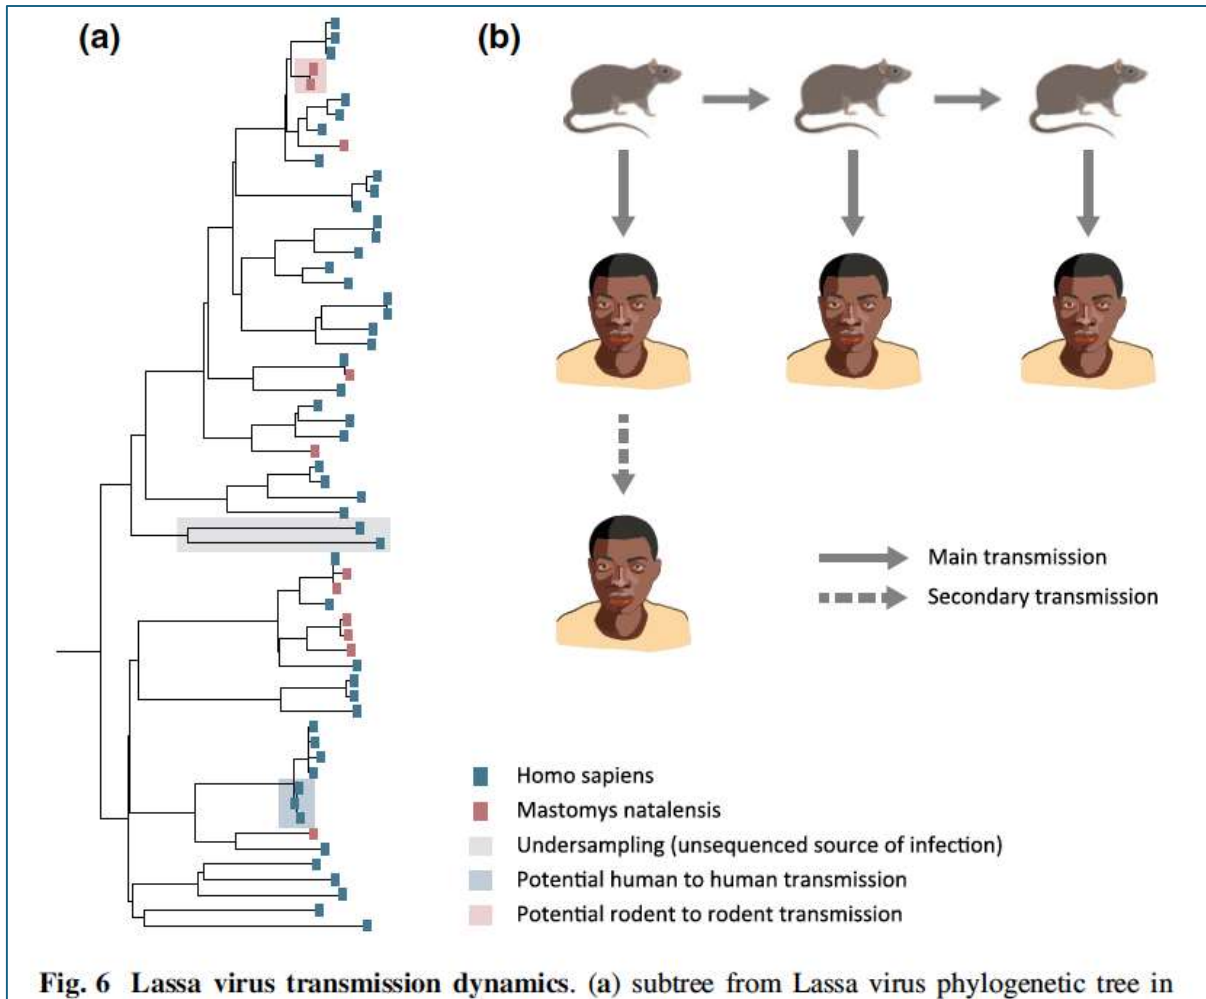 (a)
(b)
Main transmission
Secondary transmission
Homo sapiens
Mastomys natalensis
Undersampling (unsequenced source of infection)
Potential human to human transmission
Potential rodent to rodent transmission
Fig. 6 Lassa virus transmission dynamics. (a) subtree from Lassa virus phylogenetic tree in